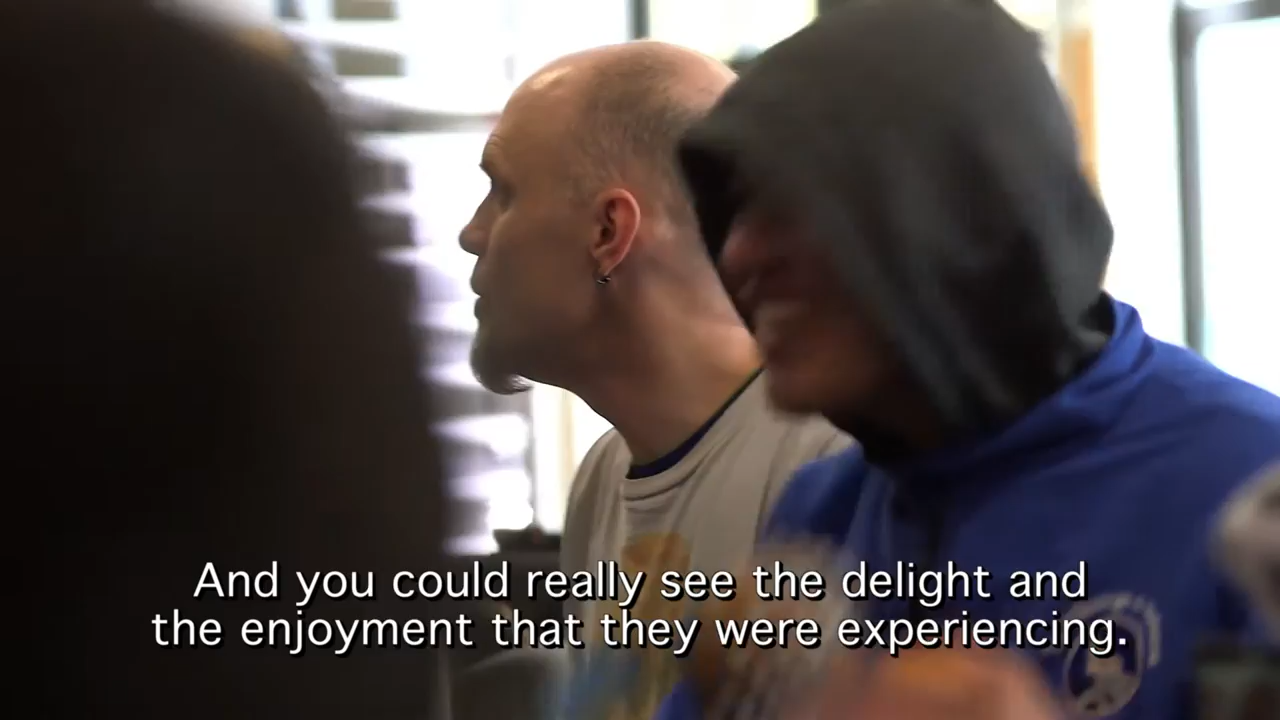 And you could really see the delight and
the enjoyment that they were experiencing.